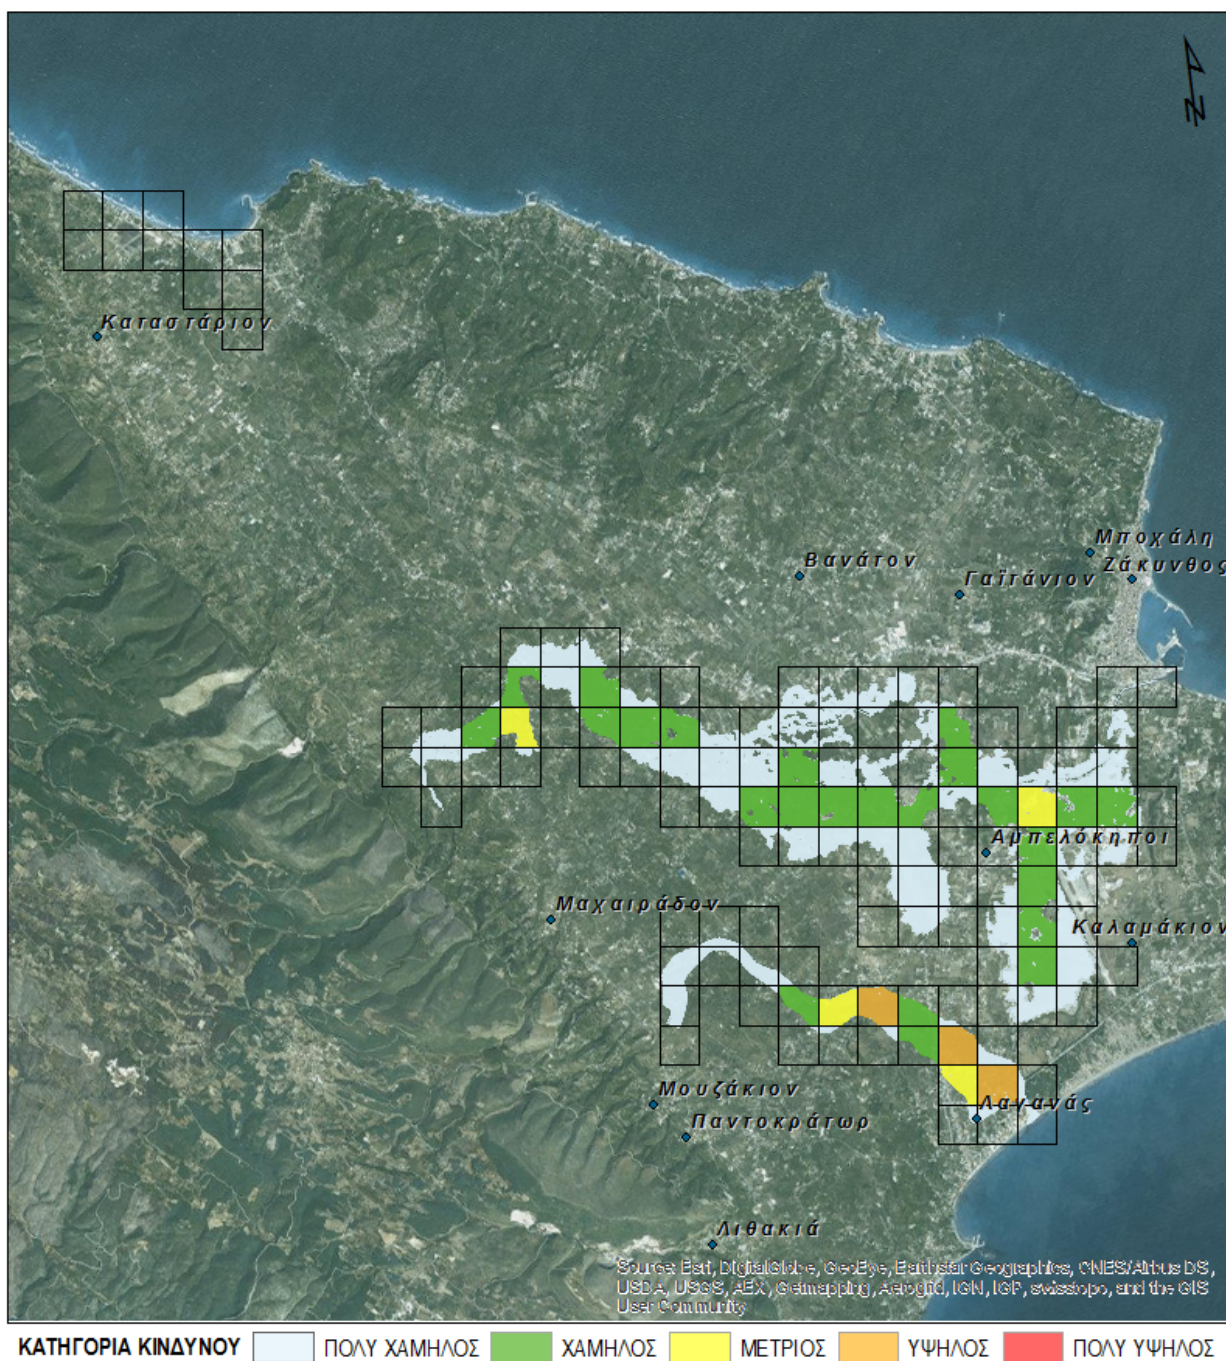 N
Καταστάριον
Μποχάλη
Ζάκυνθος
Βανάτον
Γαϊτάνιον
Αμπελόκηποι
Μαχαιράδον
Καλαμάκιον
Μουζάκιον
Λαγανάς
Παντοκράτωρ
Λιθακιά
Source: Esri, DigitalGlobe, GeoEye, Earthstar Geographics, CNES/Airbus DS,
USDA, USGS, AEX, Getmapping, Aerogrid, IGN, IGP, swisstopo, and the GIS
User Community
ΚΑΤΗΓΟΡΙΑ ΚΙΝΔΥΝΟΥ ΠΟΛΥ ΧΑΜΗΛΟΣ ΧΑΜΗΛΟΣ ΜΕΤΡΙΟΣ ΥΨΗΛΟΣ ΠΟΛΥ ΥΨΗΛΟΣ